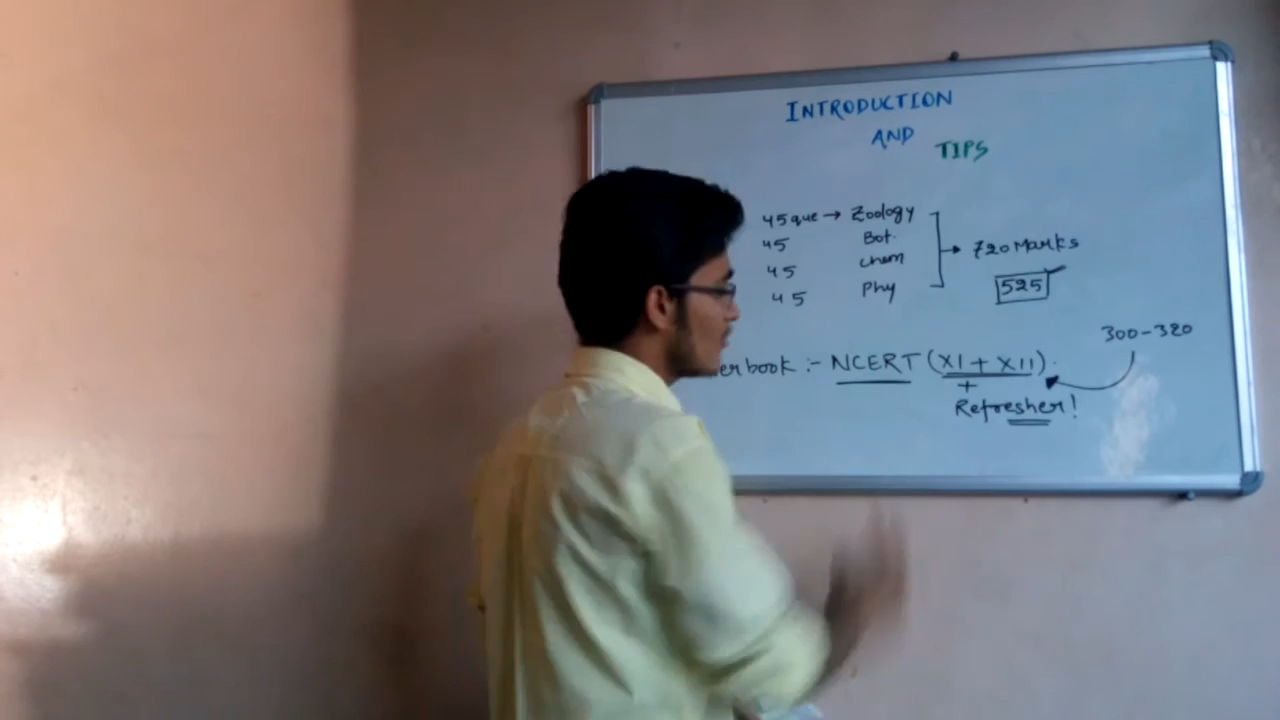 INTRODUCTION
AND
TIPS
45 que → Zoology
45 Bot.
45 Chem
45 Phy
→ 720 Marks
525
300-320
book :- NCERT (XI + XII).
+
Refresher!